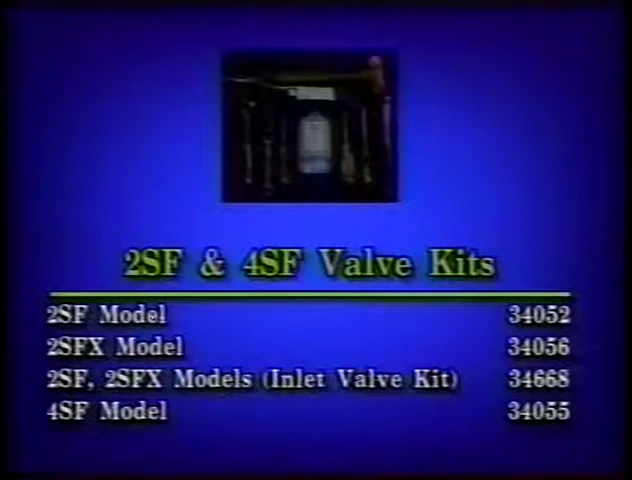 2SF & 4SF Valve Kits
2SF Model 34052
2SFX Model 34056
2SF, 2SFX Models (Inlet Valve Kit) 34668
4SF Model 34055